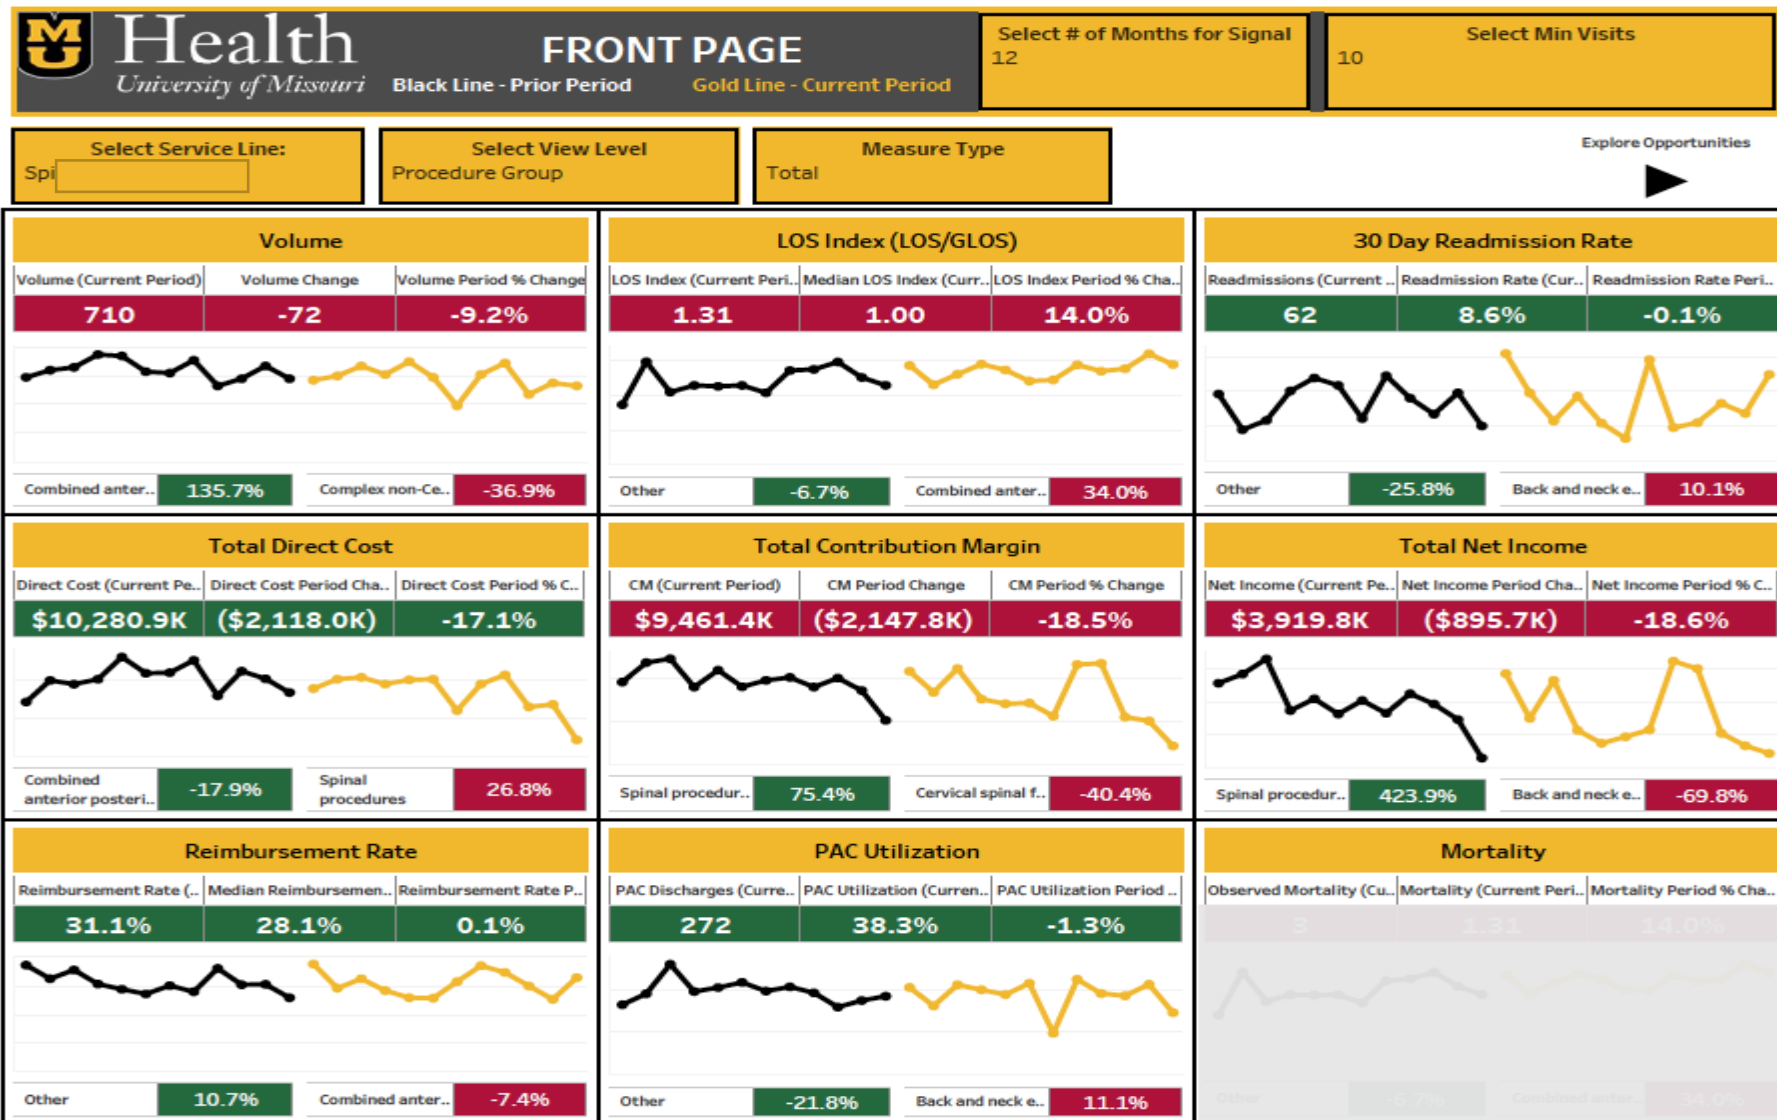 MU
Health
University of Missouri
FRONT PAGE
Black Line - Prior Period
Gold Line - Current Period
Select # of Months for Signal
12
Select Min Visits
10
Select Service Line:
Spi
Select View Level
Procedure Group
Measure Type
Total
Explore Opportunities
Volume
Volume (Current Period) Volume Change Volume Period % Change
710 -72 -9.2%
Combined anter.. 135.7% Complex non-Ce.. -36.9%
LOS Index (LOS/GLOS)
LOS Index (Current Peri.. Median LOS Index (Curr.. LOS Index Period % Cha..
1.31 1.00 14.0%
Other -6.7% Combined anter.. 34.0%
30 Day Readmission Rate
Readmissions (Current .. Readmission Rate (Cur.. Readmission Rate Peri..
62 8.6% -0.1%
Other -25.8% Back and neck e.. 10.1%
Total Direct Cost
Direct Cost (Current Pe.. Direct Cost Period Cha.. Direct Cost Period % C..
$10,280.9K ($2,118.0K) -17.1%
Combined
anterior posteri.. -17.9%
Spinal
procedures 26.8%
Total Contribution Margin
CM (Current Period) CM Period Change CM Period % Change
$9,461.4K ($2,147.8K) -18.5%
Spinal procedur.. 75.4% Cervical spinal f.. -40.4%
Total Net Income
Net Income (Current Pe.. Net Income Period Cha.. Net Income Period % C..
$3,919.8K ($895.7K) -18.6%
Spinal procedur.. 423.9% Back and neck e.. -69.8%
Reimbursement Rate
Reimbursement Rate (.. Median Reimbursemen.. Reimbursement Rate P..
31.1% 28.1% 0.1%
Other 10.7% Combined anter.. -7.4%
PAC Utilization
PAC Discharges (Curre.. PAC Utilization (Curren.. PAC Utilization Period ..
272 38.3% -1.3%
Other -21.8% Back and neck e.. 11.1%
Mortality
Observed Mortality (Cu.. Mortality (Current Peri.. Mortality Period % Cha..
3 1.31 14.0%
Other -6.7% Combined anter.. 34.0%